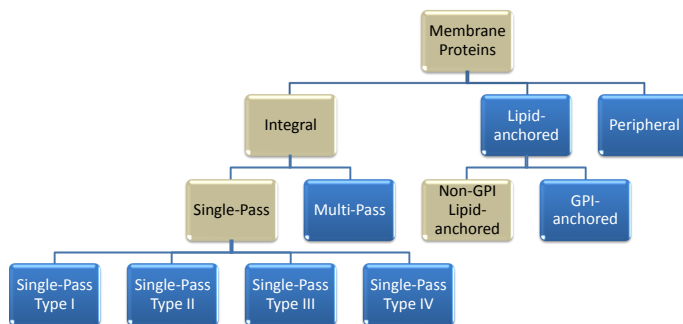 Membrane
Proteins
Integral
Lipid-
anchored
Peripheral
Single-Pass
Multi-Pass
Non-GPI
Lipid-
anchored
GPI-
anchored
Single-Pass
Type I
Single-Pass
Type II
Single-Pass
Type III
Single-Pass
Type IV